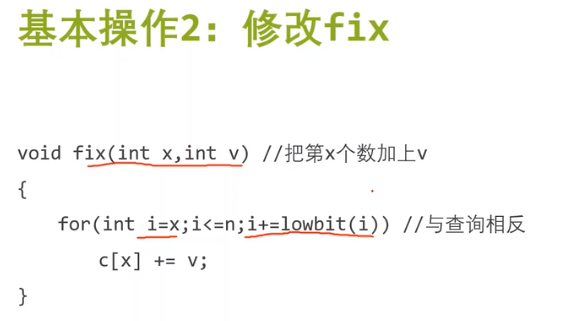 基本操作2：修改fix
void fix(int x,int v) //把第x个数加上v
{
for(int i=x;i<=n;i+=lowbit(i)) //与查询相反
c[x] += v;
}